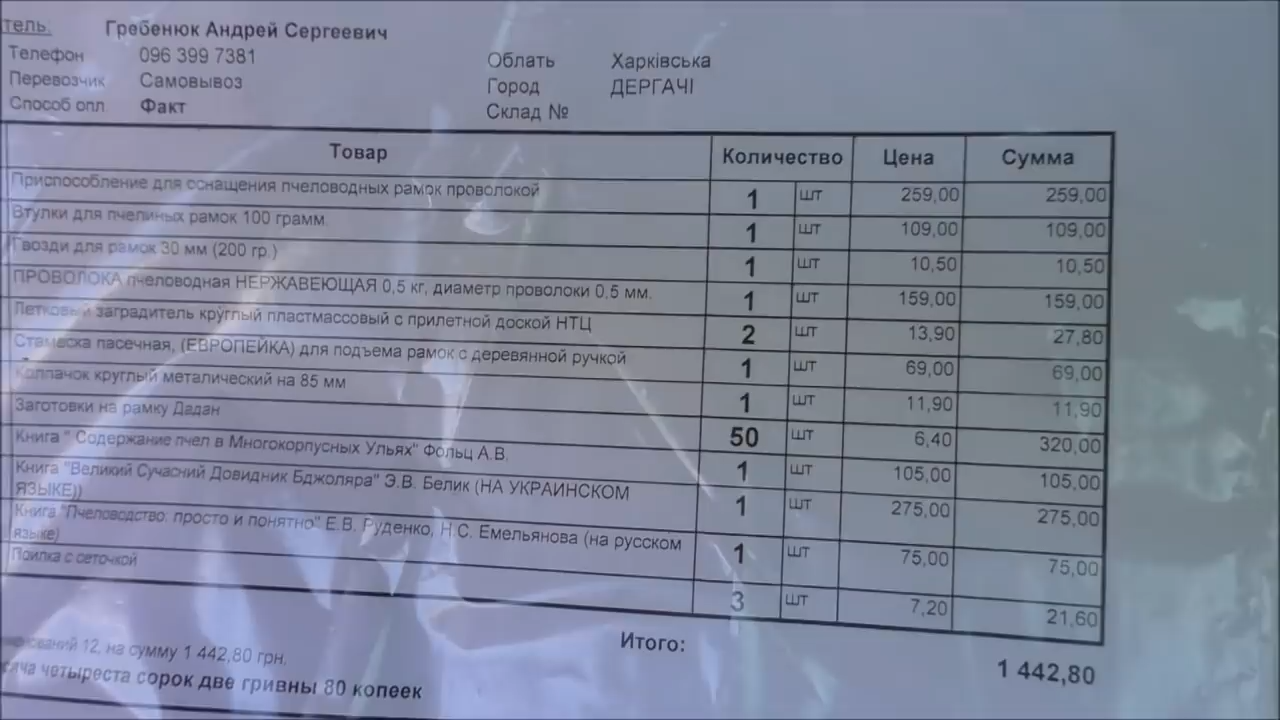 тель: Гребенюк Андрей Сергеевич
Телефон 096 399 7381 Облать Харківська
Перевозчик Самовывоз Город ДЕРГАЧІ
Способ опл. Факт Склад №
Товар Количество Цена Сумма
Приспособление для оснащения пчеловодных рамок проволокой 1 шт 259,00 259,00
Втулки для пчелиных рамок 100 грамм. 1 шт 109,00 109,00
Гвозди для рамок 30 мм (200 гр.) 1 шт 10,50 10,50
ПРОВОЛОКА пчеловодная НЕРЖАВЕЮЩАЯ 0,5 кг, диаметр проволоки 0,5 мм. 1 шт 159,00 159,00
Летковый заградитель круглый пластмассовый с прилетной доской НТЦ 2 шт 13,90 27,80
Стамеска пасечная, (ЕВРОПЕЙКА) для подъема рамок с деревянной ручкой 1 шт 69,00 69,00
Колпачок круглый металический на 85 мм 1 шт 11,90 11,90
Заготовки на рамку Дадан 50 шт 6,40 320,00
Книга " Содержание пчел в Многокорпусных Ульях" Фольц А.В. 1 шт 105,00 105,00
Книга "Великий Сучасний Довидник Бджоляра" Э.В. Белик (НА УКРАИНСКОМ
ЯЗЫКЕ)) 1 шт 275,00 275,00
Книга "Пчеловодство: просто и понятно" Е.В. Руденко, Н.С. Емельянова (на русском
языке) 1 шт 75,00 75,00
Поилка с сеточкой 3 шт 7,20 21,60
Итого: 1 442,80
12, на сумму 1 442,80 грн.
сяча четыреста сорок две гривны 80 копеек